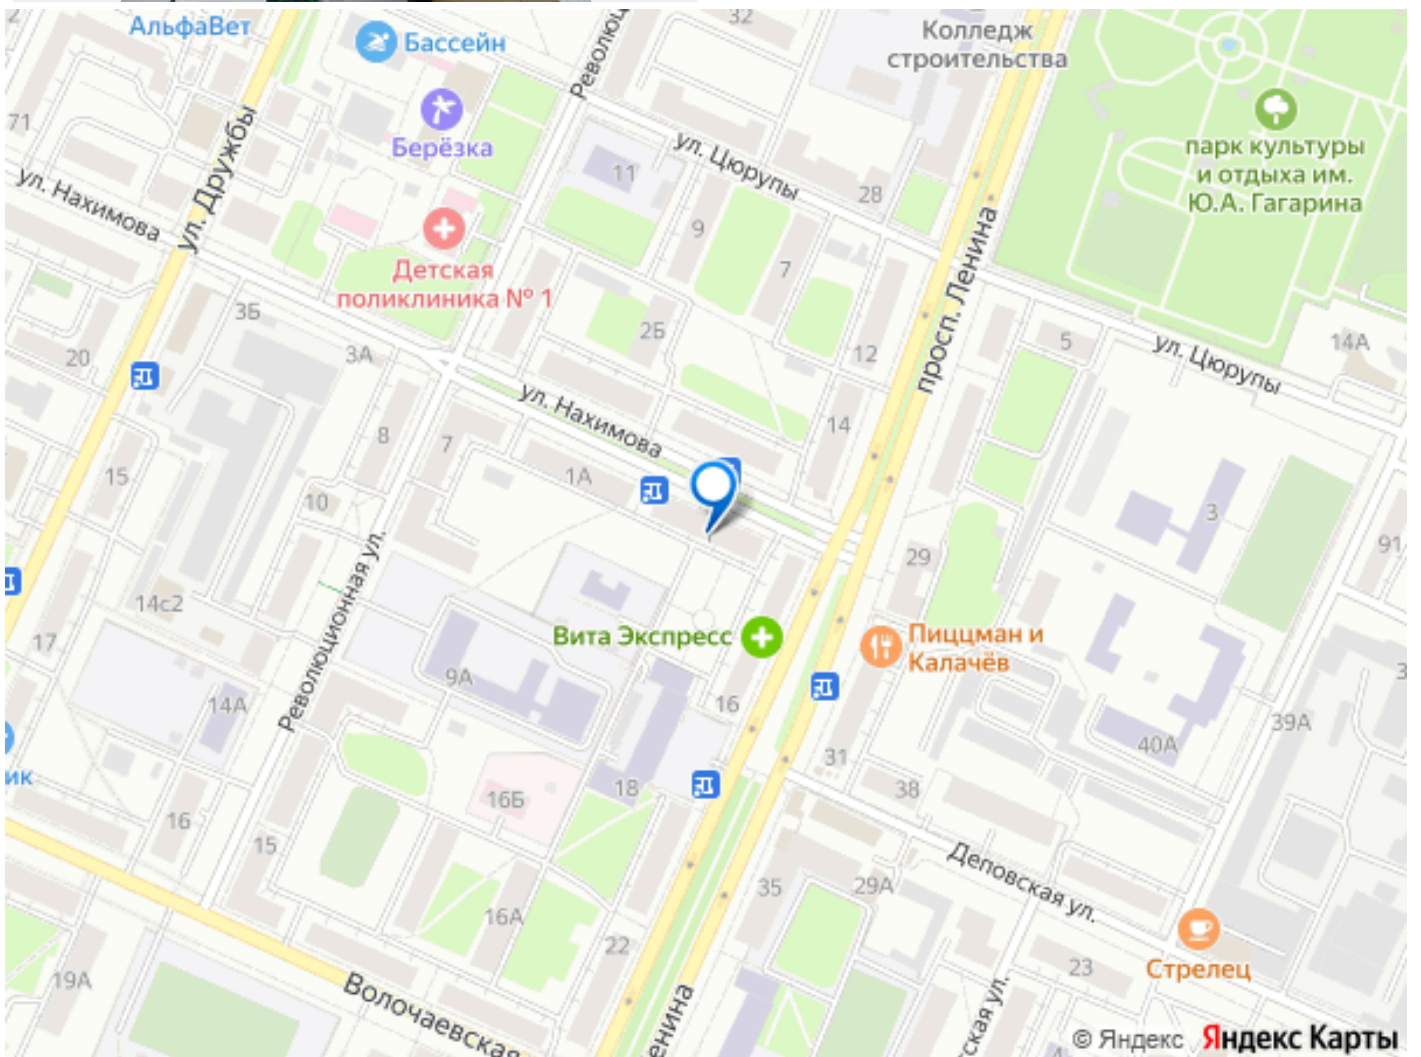 АльфаВет
Бассейн
Революц
32
Колледж
строительства
71
ул. Дружбы
Берёзка
ул. Цюрупы
11
парк культуры
и отдыха им.
Ю.А. Гагарина
ул. Нахимова
28
9
Детская
поликлиника № 1
7
просп. Ленина
3Б
2Б
20
3А
12
5
ул. Цюрупы
14А
ул. Нахимова
8
7
14
15
1А
10
3
29
91
14с2
Революционная ул.
17
Вита Экспресс
Пиццман и
Калачёв
9А
14А
16
39А
3
31
40А
ик
16Б
18
38
16
15
Деповская ул.
35
29А
16А
22
Стрелец
23
19А
Волочаевская
Ленина
ская ул.
4
© Яндекс Яндекс Карты